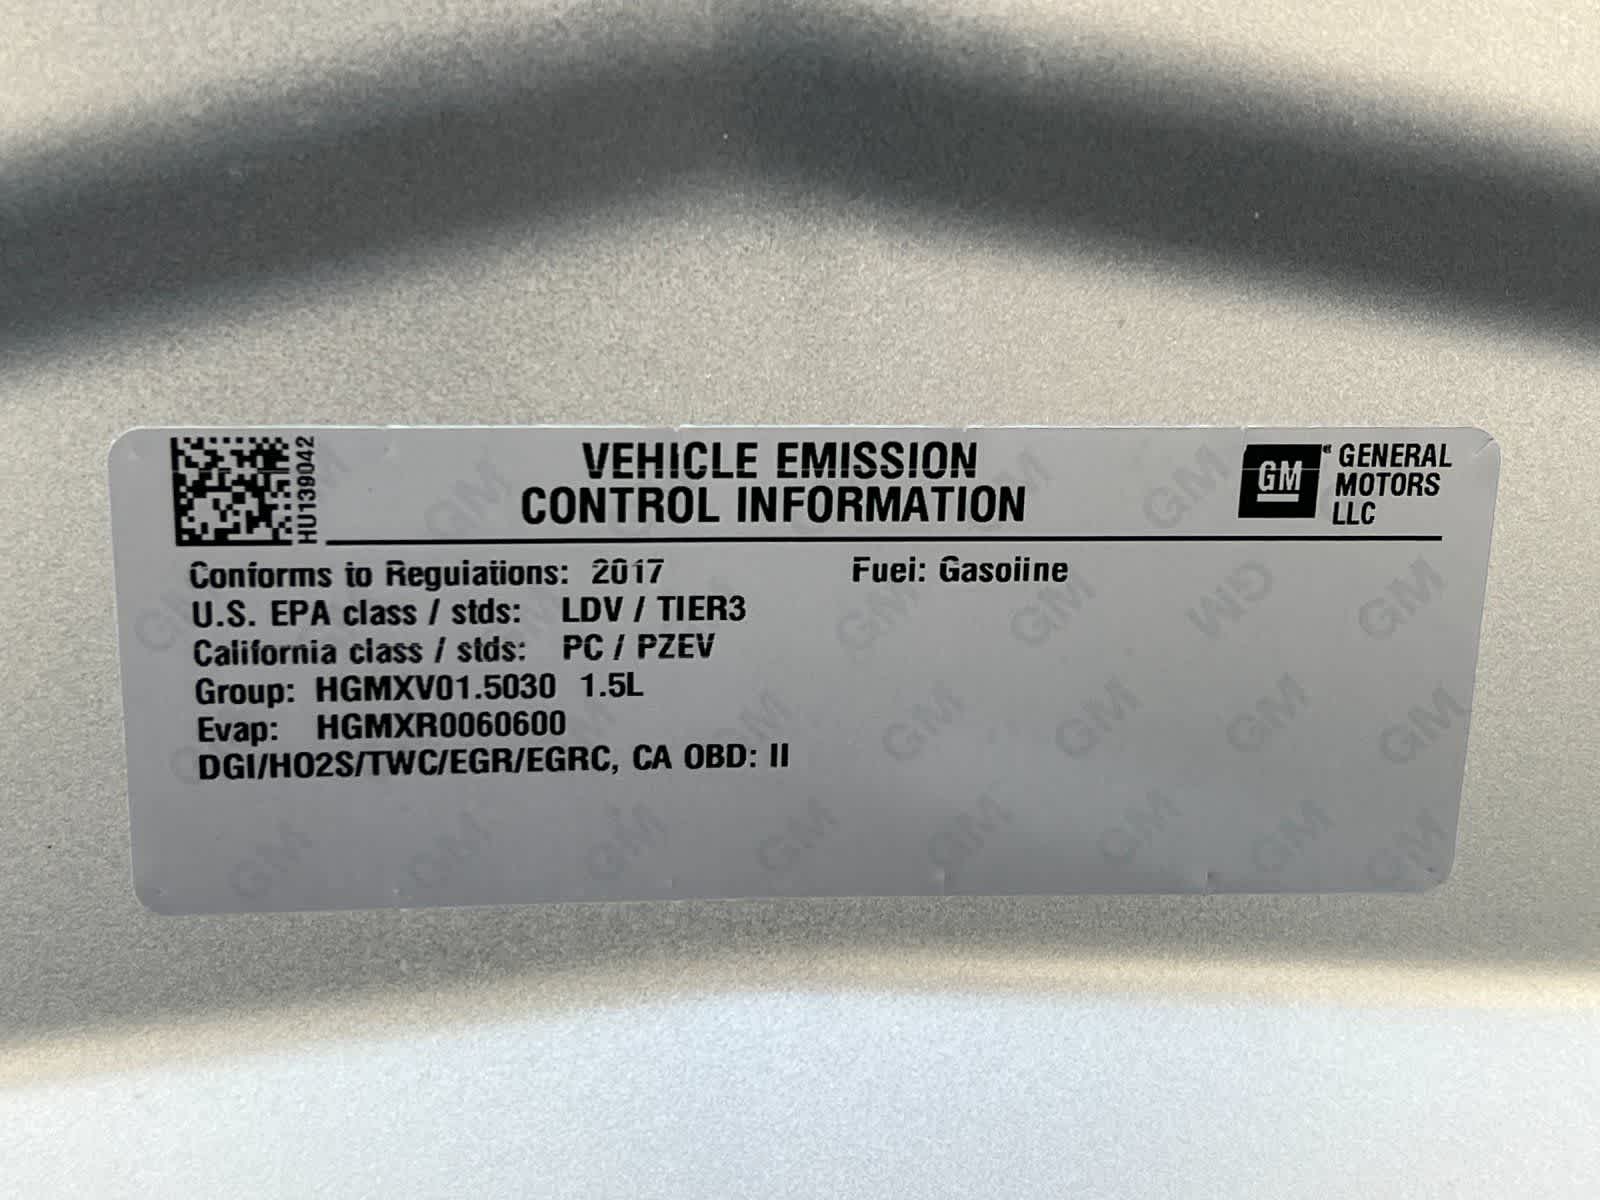 HU139042
VEHICLE EMISSION
CONTROL INFORMATION
GM
GENERAL
MOTORS
LLC
Conforms to Regulations: 2017 Fuel: Gasoline
U.S. EPA class / stds: LDV / TIER3
California class / stds: PC / PZEV
Group: HGMXV01.5030 1.5L
Evap: HGMXR0060600
DGI/HO2S/TWC/EGR/EGRC, CA OBD: II